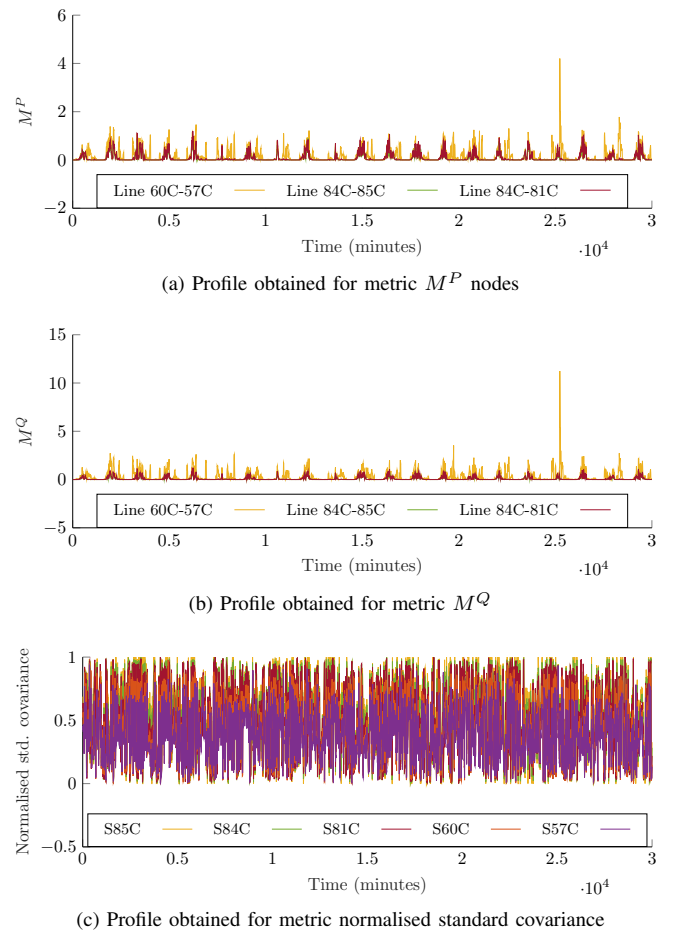 6
4
2
0
−2
M^P
Line 60C-57C Line 84C-85C Line 84C-81C
0 0.5 1 1.5 2 2.5 3
Time (minutes)
·10^4
(a) Profile obtained for metric M^P nodes
15
10
5
0
−5
M^Q
Line 60C-57C Line 84C-85C Line 84C-81C
0 0.5 1 1.5 2 2.5 3
Time (minutes)
·10^4
(b) Profile obtained for metric M^Q
1
0.5
0
−0.5
Normalised std. covariance
S85C S84C S81C S60C S57C
0 0.5 1 1.5 2 2.5 3
Time (minutes)
·10^4
(c) Profile obtained for metric normalised standard covariance